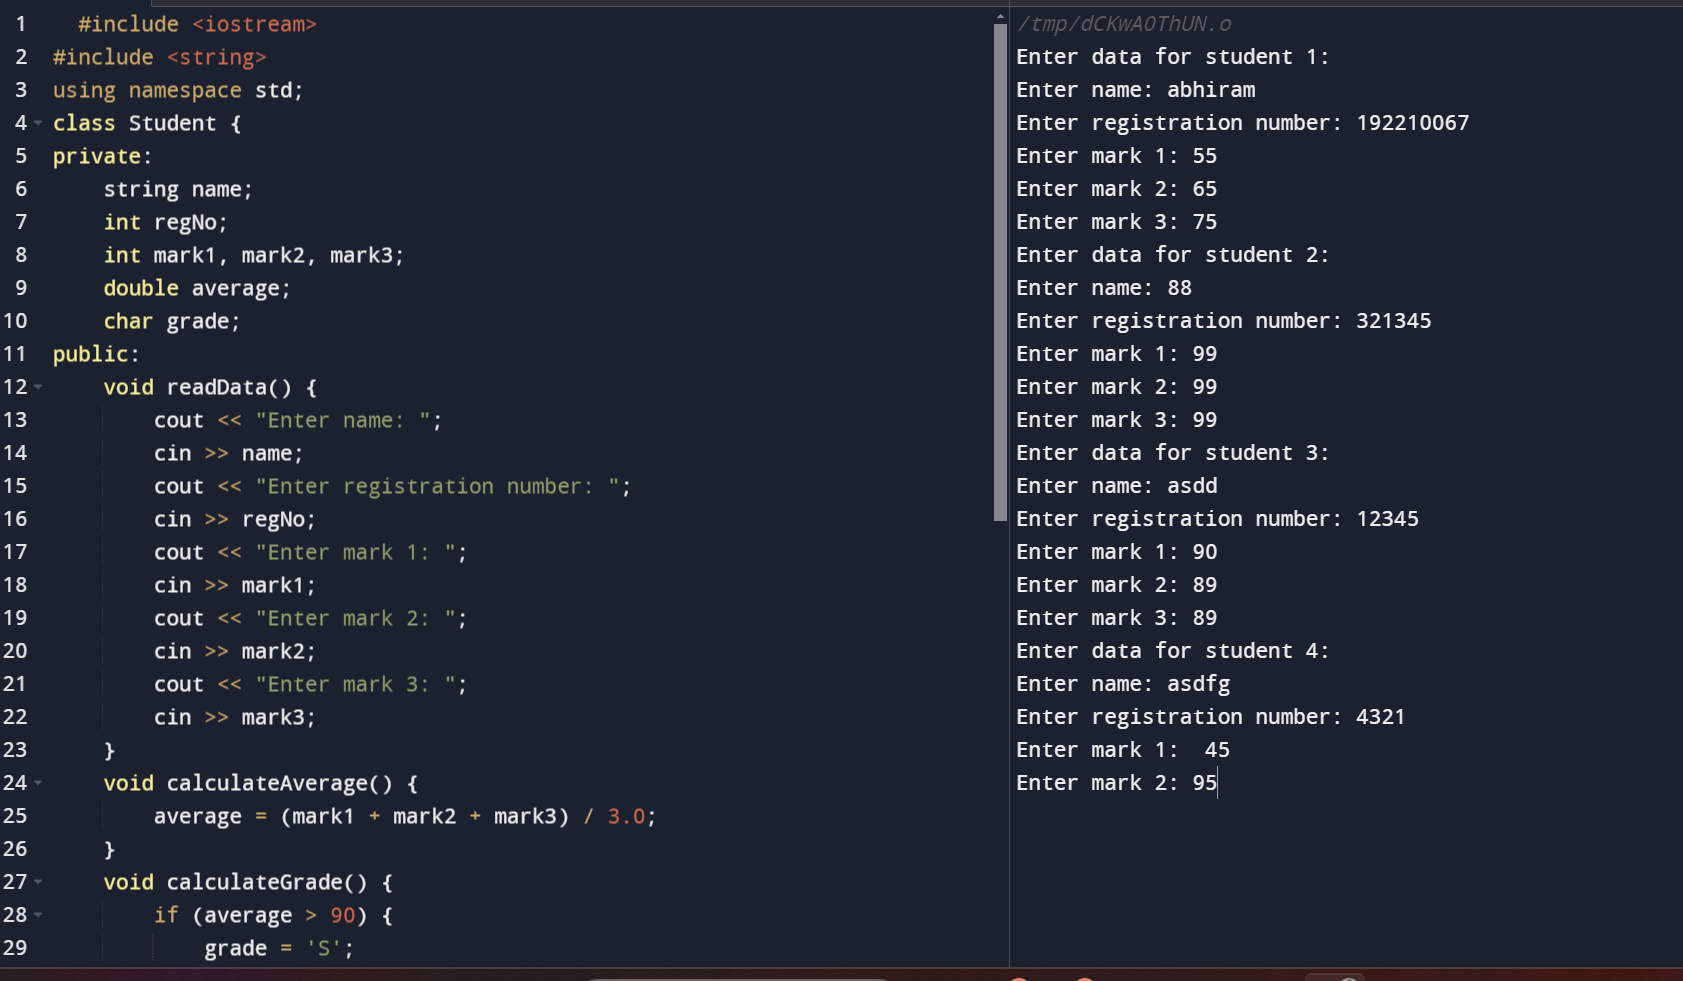 1 #include <iostream>
2 #include <string>
3 using namespace std;
4 class Student {
5 private:
6 string name;
7 int regNo;
8 int mark1, mark2, mark3;
9 double average;
10 char grade;
11 public:
12 void readData() {
13 cout << "Enter name: ";
14 cin >> name;
15 cout << "Enter registration number: ";
16 cin >> regNo;
17 cout << "Enter mark 1: ";
18 cin >> mark1;
19 cout << "Enter mark 2: ";
20 cin >> mark2;
21 cout << "Enter mark 3: ";
22 cin >> mark3;
23 }
24 void calculateAverage() {
25 average = (mark1 + mark2 + mark3) / 3.0;
26 }
27 void calculateGrade() {
28 if (average > 90) {
29 grade = 'S';
/tmp/dCKwAOThUN.o
Enter data for student 1:
Enter name: abhiram
Enter registration number: 192210067
Enter mark 1: 55
Enter mark 2: 65
Enter mark 3: 75
Enter data for student 2:
Enter name: 88
Enter registration number: 321345
Enter mark 1: 99
Enter mark 2: 99
Enter mark 3: 99
Enter data for student 3:
Enter name: asdd
Enter registration number: 12345
Enter mark 1: 90
Enter mark 2: 89
Enter mark 3: 89
Enter data for student 4:
Enter name: asdfg
Enter registration number: 4321
Enter mark 1:  45
Enter mark 2: 95